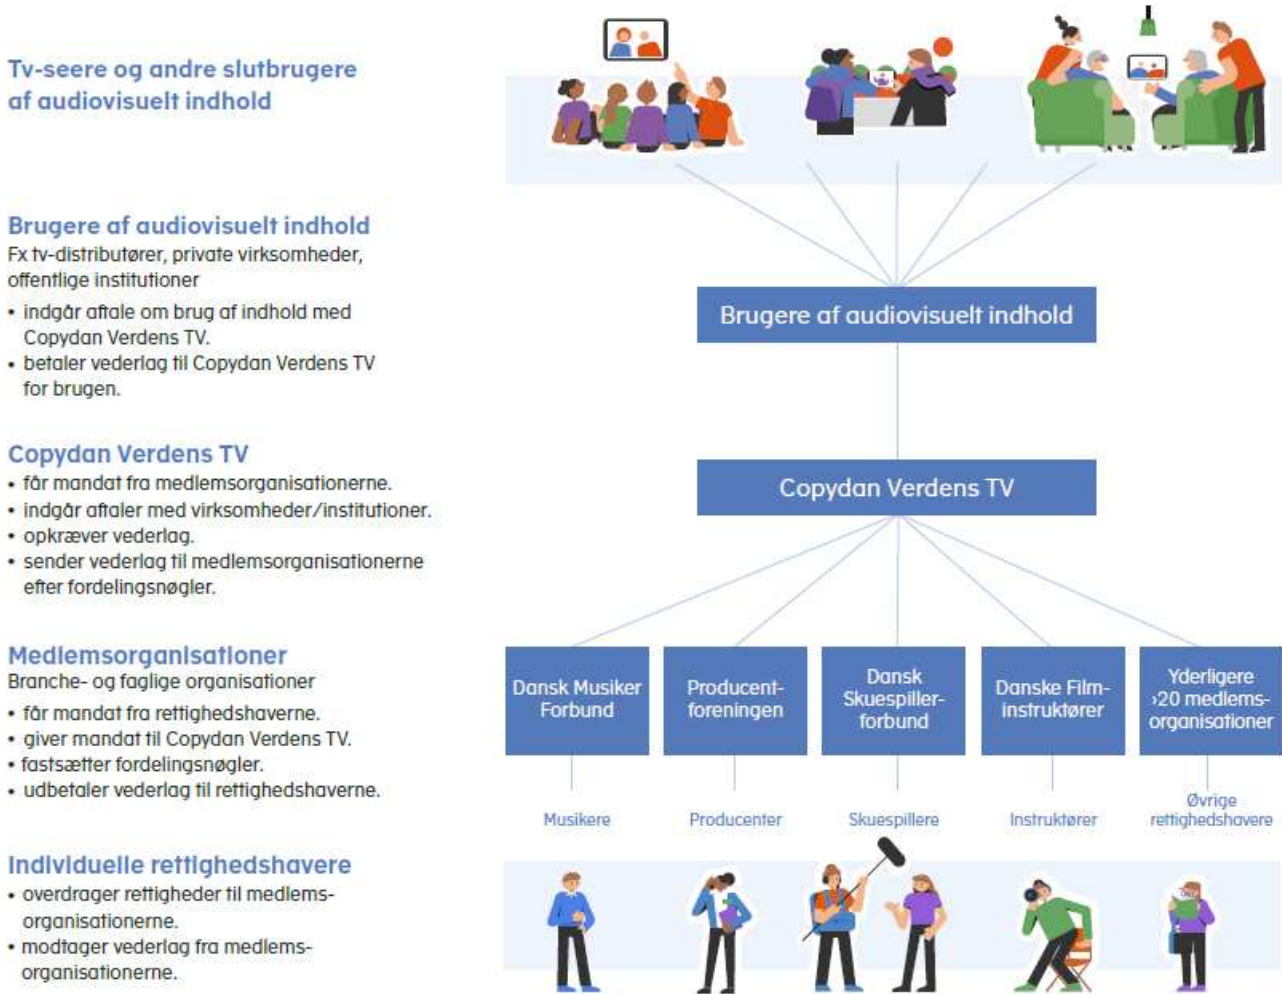 Tv-seere og andre slutbrugere
af audiovisuelt indhold
Brugere af audiovisuelt indhold
Fx tv-distributører, private virksomheder,
offentlige institutioner
• indgår aftale om brug af indhold med
Copydan Verdens TV.
• betaler vederlag til Copydan Verdens TV
for brugen.
Copydan Verdens TV
• får mandat fra medlemsorganisationerne.
• indgår aftaler med virksomheder/institutioner.
• opkræver vederlag.
• sender vederlag til medlemsorganisationerne
efter fordelingsnøgler.
Medlemsorganisationer
Branche- og faglige organisationer
• får mandat fra rettighedshaverne.
• giver mandat til Copydan Verdens TV.
• fastsætter fordelingsnøgler.
• udbetaler vederlag til rettighedshaverne.
Individuelle rettighedshavere
• overdrager rettigheder til medlems-
organisationerne.
• modtager vederlag fra medlems-
organisationerne.
Brugere af audiovisuelt indhold
Copydan Verdens TV
Dansk Musiker
Forbund
Producent-
foreningen
Dansk
Skuespiller-
forbund
Danske Film-
instruktører
Yderligere
›20 medlems-
organisationer
Musikere
Producenter
Skuespillere
Instruktører
Øvrige
rettighedshavere